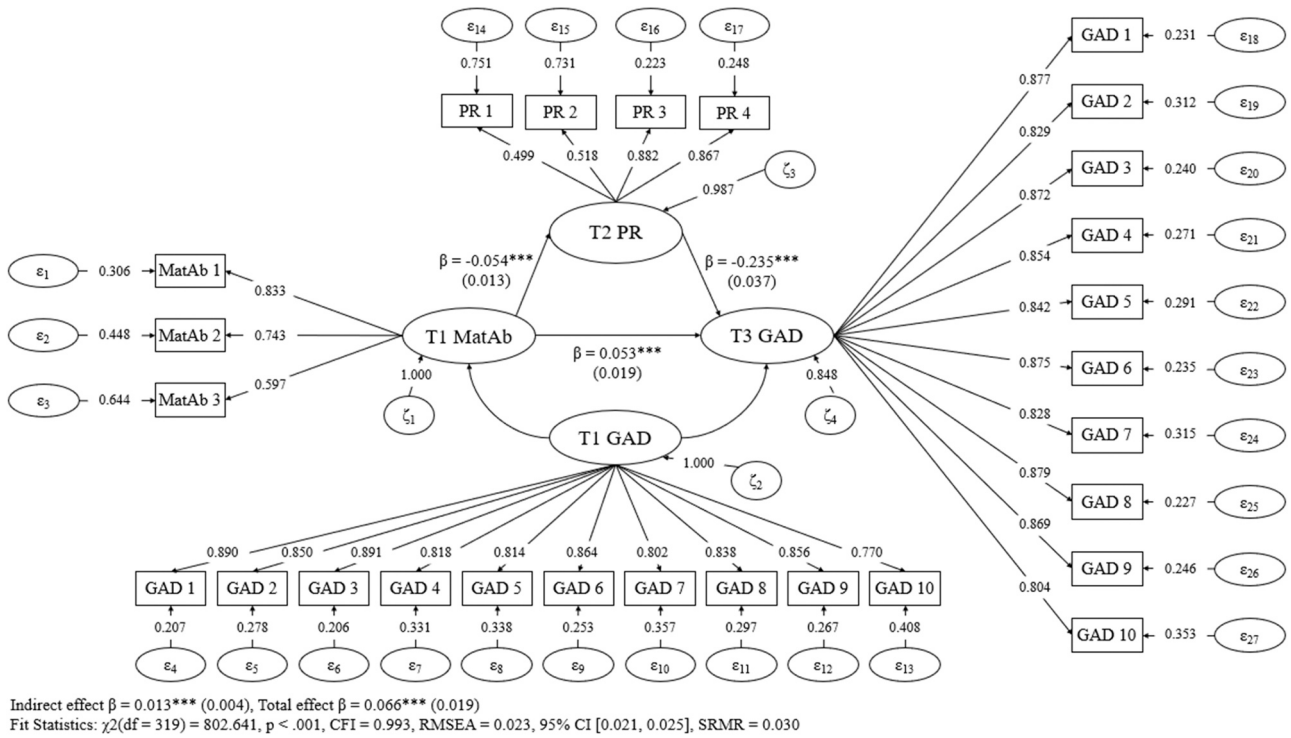 ε14 ε15 ε16 ε17
0.751 0.731 0.223 0.248
PR 1 PR 2 PR 3 PR 4
0.499 0.518 0.882 0.867
ζ3
0.987
T2 PR
β = -0.054***
(0.013)
β = -0.235***
(0.037)
ε1 0.306 MatAb 1
0.833
ε2 0.448 MatAb 2
0.743
ε3 0.644 MatAb 3
0.597
T1 MatAb
T3 GAD
β = 0.053***
(0.019)
1.000
ζ1
0.848
ζ4
T1 GAD
1.000
ζ2
0.890 0.850 0.891 0.818 0.814 0.864 0.802 0.838 0.856 0.770
GAD 1 GAD 2 GAD 3 GAD 4 GAD 5 GAD 6 GAD 7 GAD 8 GAD 9 GAD 10
0.207 0.278 0.206 0.331 0.338 0.253 0.357 0.297 0.267 0.408
ε4 ε5 ε6 ε7 ε8 ε9 ε10 ε11 ε12 ε13
0.877
GAD 1 0.231 ε18
0.829
GAD 2 0.312 ε19
0.872
GAD 3 0.240 ε20
0.854
GAD 4 0.271 ε21
0.842
GAD 5 0.291 ε22
0.875
GAD 6 0.235 ε23
0.828
GAD 7 0.315 ε24
0.879
GAD 8 0.227 ε25
0.869
GAD 9 0.246 ε26
0.804
GAD 10 0.353 ε27
Indirect effect β = 0.013*** (0.004), Total effect β = 0.066*** (0.019)
Fit Statistics: χ2(df = 319) = 802.641, p < .001, CFI = 0.993, RMSEA = 0.023, 95% CI [0.021, 0.025], SRMR = 0.030